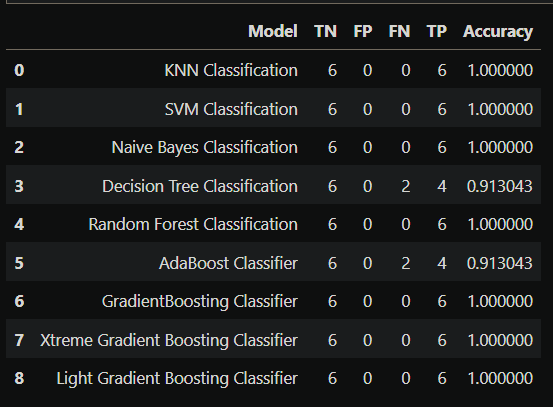 Model TN FP FN TP Accuracy
0 KNN Classification 6 0 0 6 1.000000
1 SVM Classification 6 0 0 6 1.000000
2 Naive Bayes Classification 6 0 0 6 1.000000
3 Decision Tree Classification 6 0 2 4 0.913043
4 Random Forest Classification 6 0 0 6 1.000000
5 AdaBoost Classifier 6 0 2 4 0.913043
6 GradientBoosting Classifier 6 0 0 6 1.000000
7 Xtreme Gradient Boosting Classifier 6 0 0 6 1.000000
8 Light Gradient Boosting Classifier 6 0 0 6 1.000000